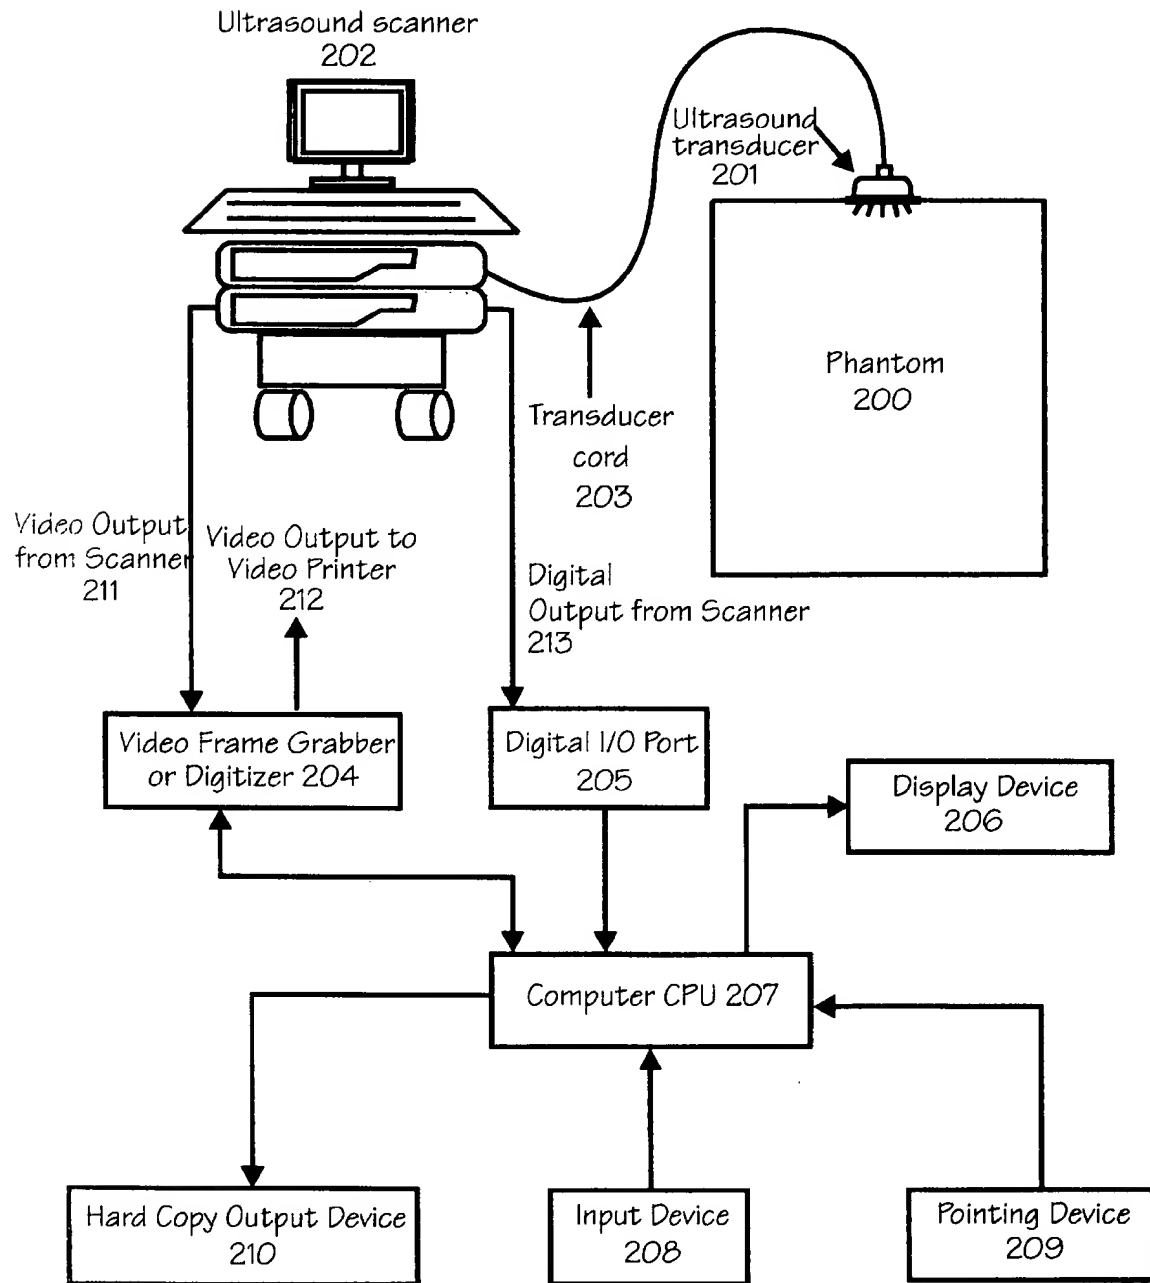 Ultrasound scanner
202
Ultrasound
transducer
201
Phantom
200
Transducer
cord
203
Video Output
from Scanner
211
Video Output to
Video Printer
212
Digital
Output from Scanner
213
Video Frame Grabber
or Digitizer 204
Digital I/O Port
205
Display Device
206
Computer CPU 207
Hard Copy Output Device
210
Input Device
208
Pointing Device
209